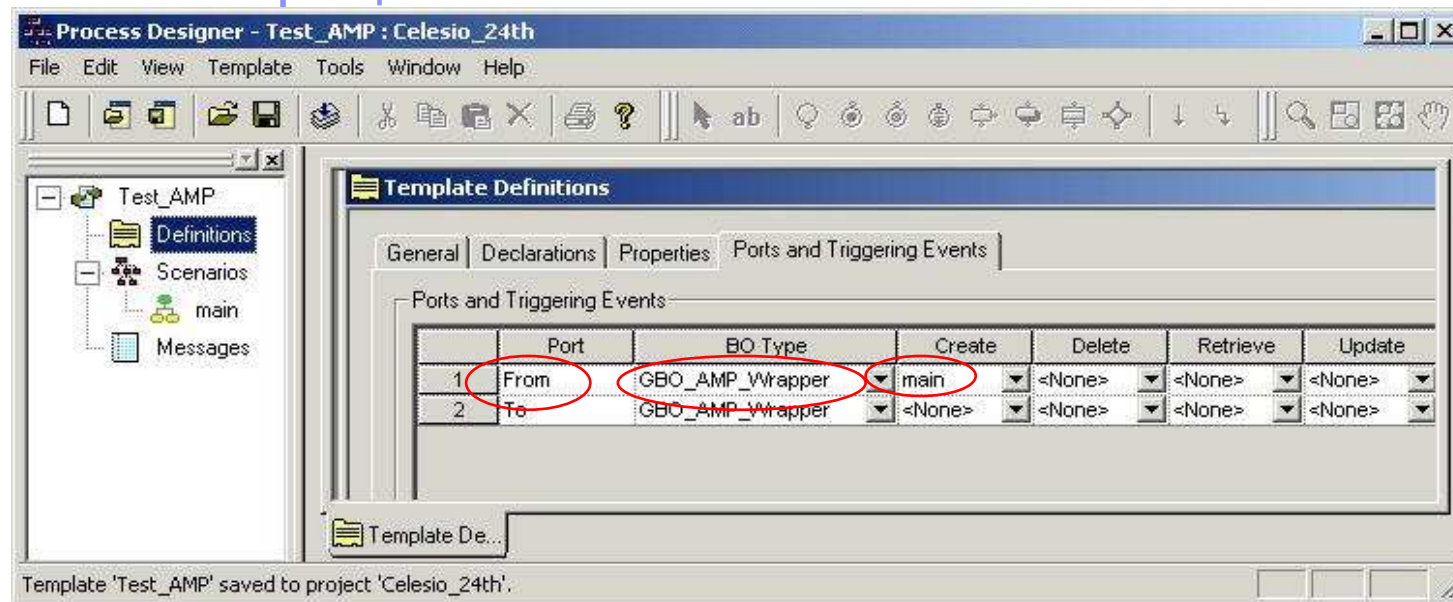 Process Designer - Test_AMP : Celesio_24th
File Edit View Template Tools Window Help
ab
Test_AMP
Definitions
Scenarios
main
Messages
Template Definitions
General Declarations Properties Ports and Triggering Events
Ports and Triggering Events
Port BO Type Create Delete Retrieve Update
1 From GBO_AMP_Wrapper main <None> <None> <None>
2 To GBO_AMP_Wrapper <None> <None> <None> <None>
Template De...
Template 'Test_AMP' saved to project 'Celesio_24th'.